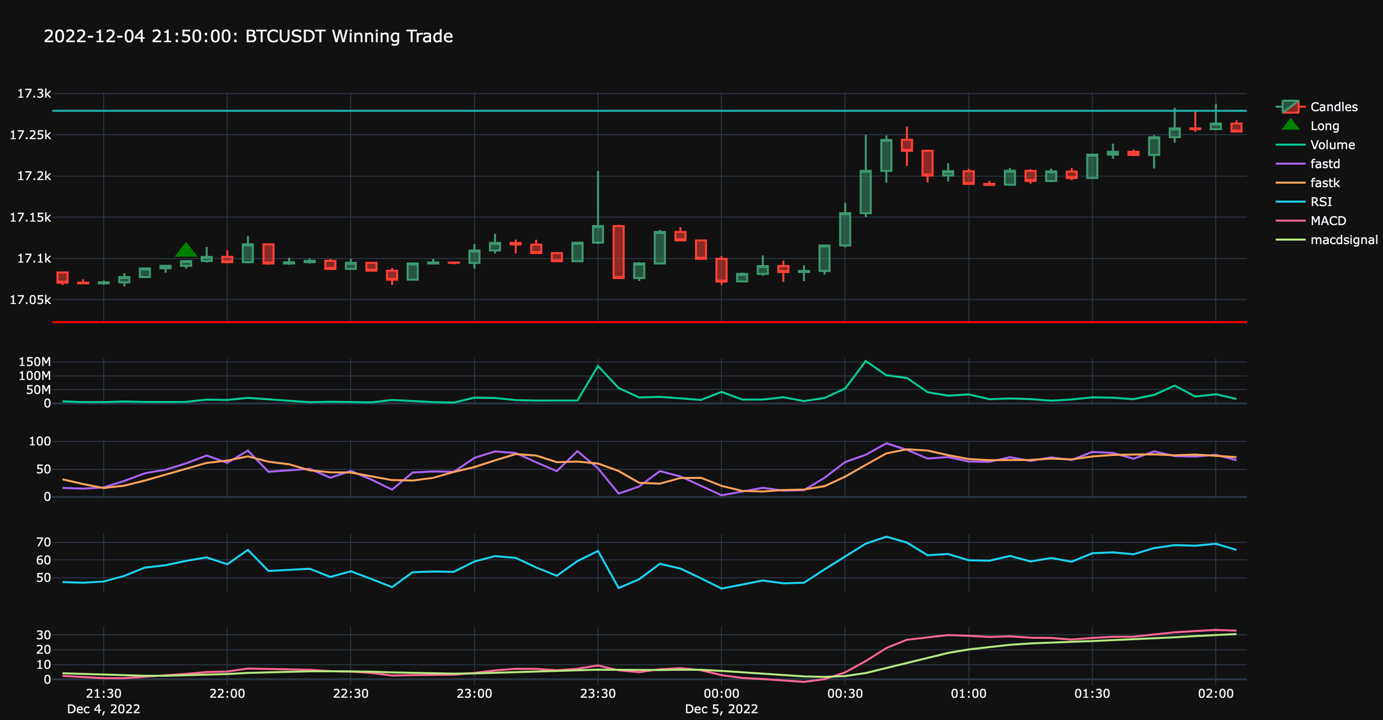 2022-12-04 21:50:00: BTCUSDT Winning Trade
17.3k
17.25k
17.2k
17.15k
17.1k
17.05k
Candles
Long
Volume
fastd
fastk
RSI
MACD
macdsignal
150M
100M
50M
0
100
50
0
70
60
50
30
20
10
0
21:30 22:00 22:30 23:00 23:30 00:00 00:30 01:00 01:30 02:00
Dec 4, 2022 Dec 5, 2022